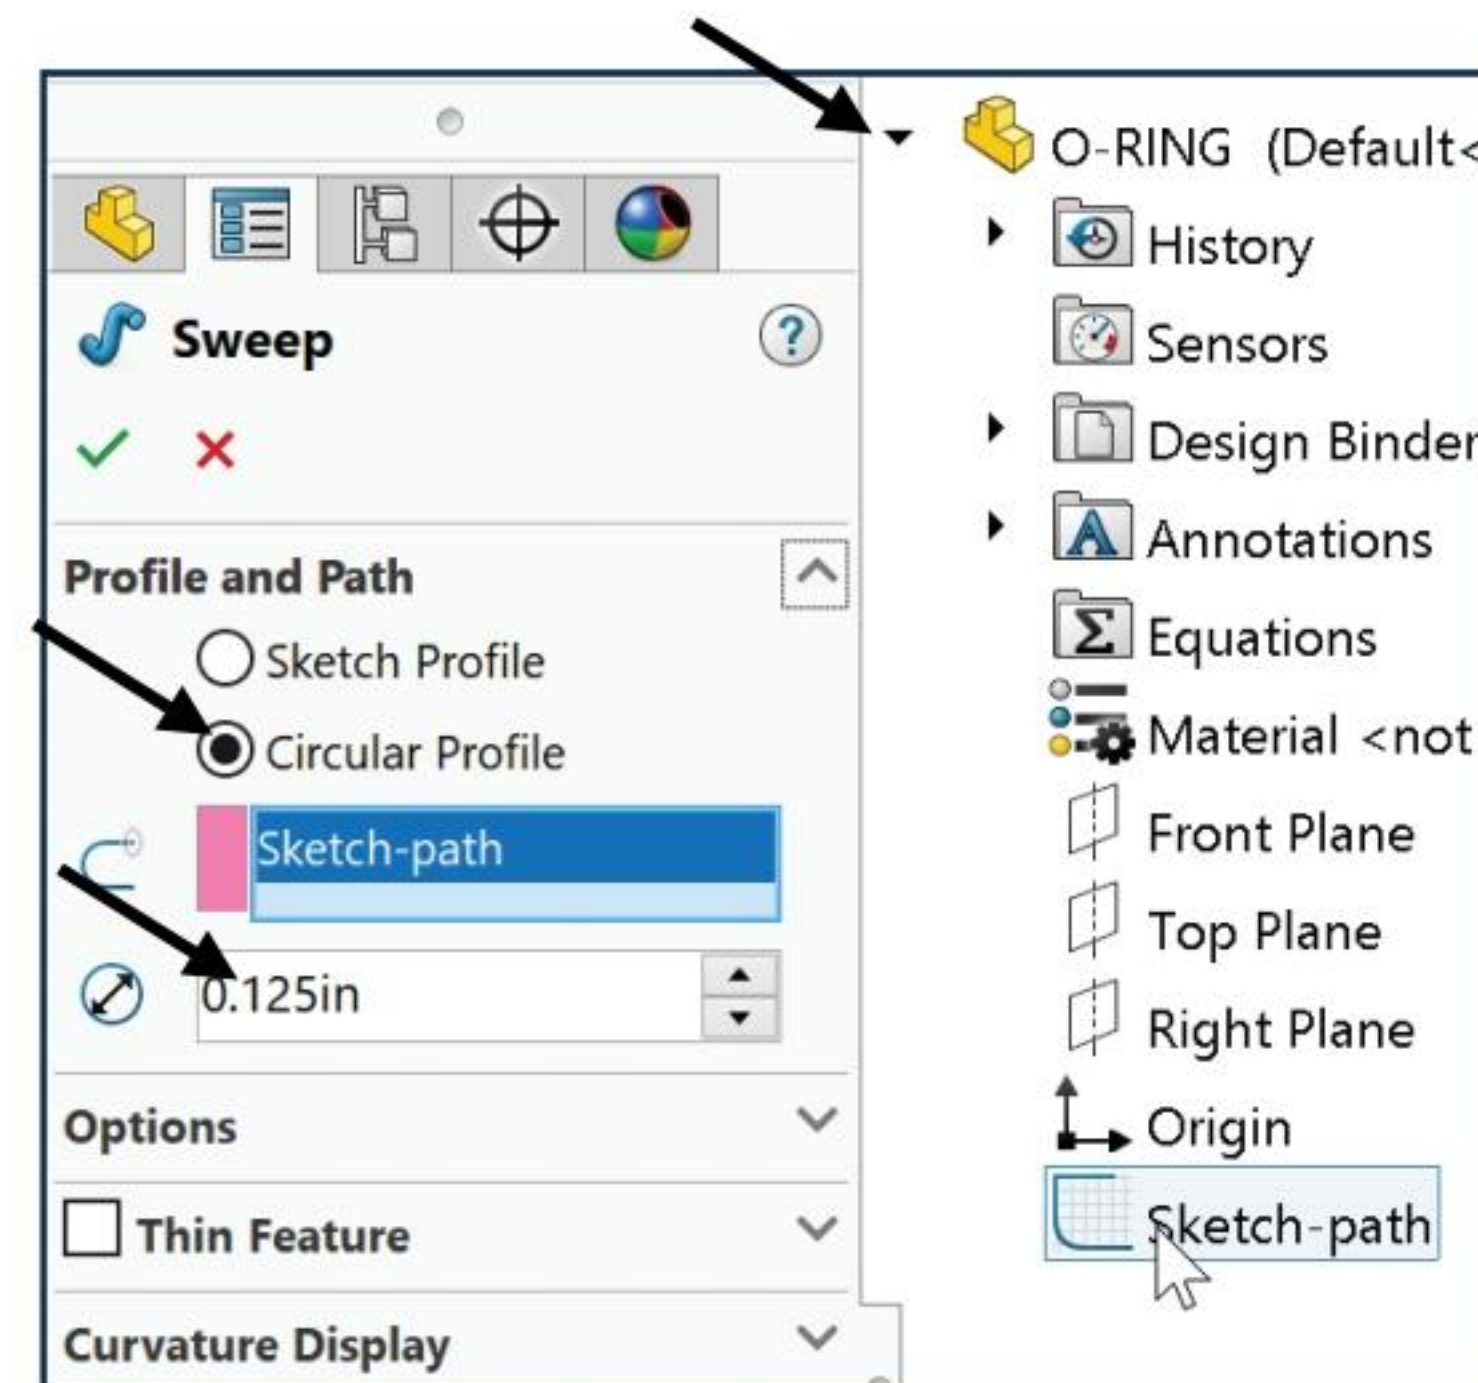 Sweep
?
Profile and Path
Sketch Profile
Circular Profile
Sketch-path
0.125in
Options
Thin Feature
Curvature Display
O-RING (Default<
History
Sensors
Design Binder
A Annotations
Σ Equations
Material <not
Front Plane
Top Plane
Right Plane
Origin
Sketch-path